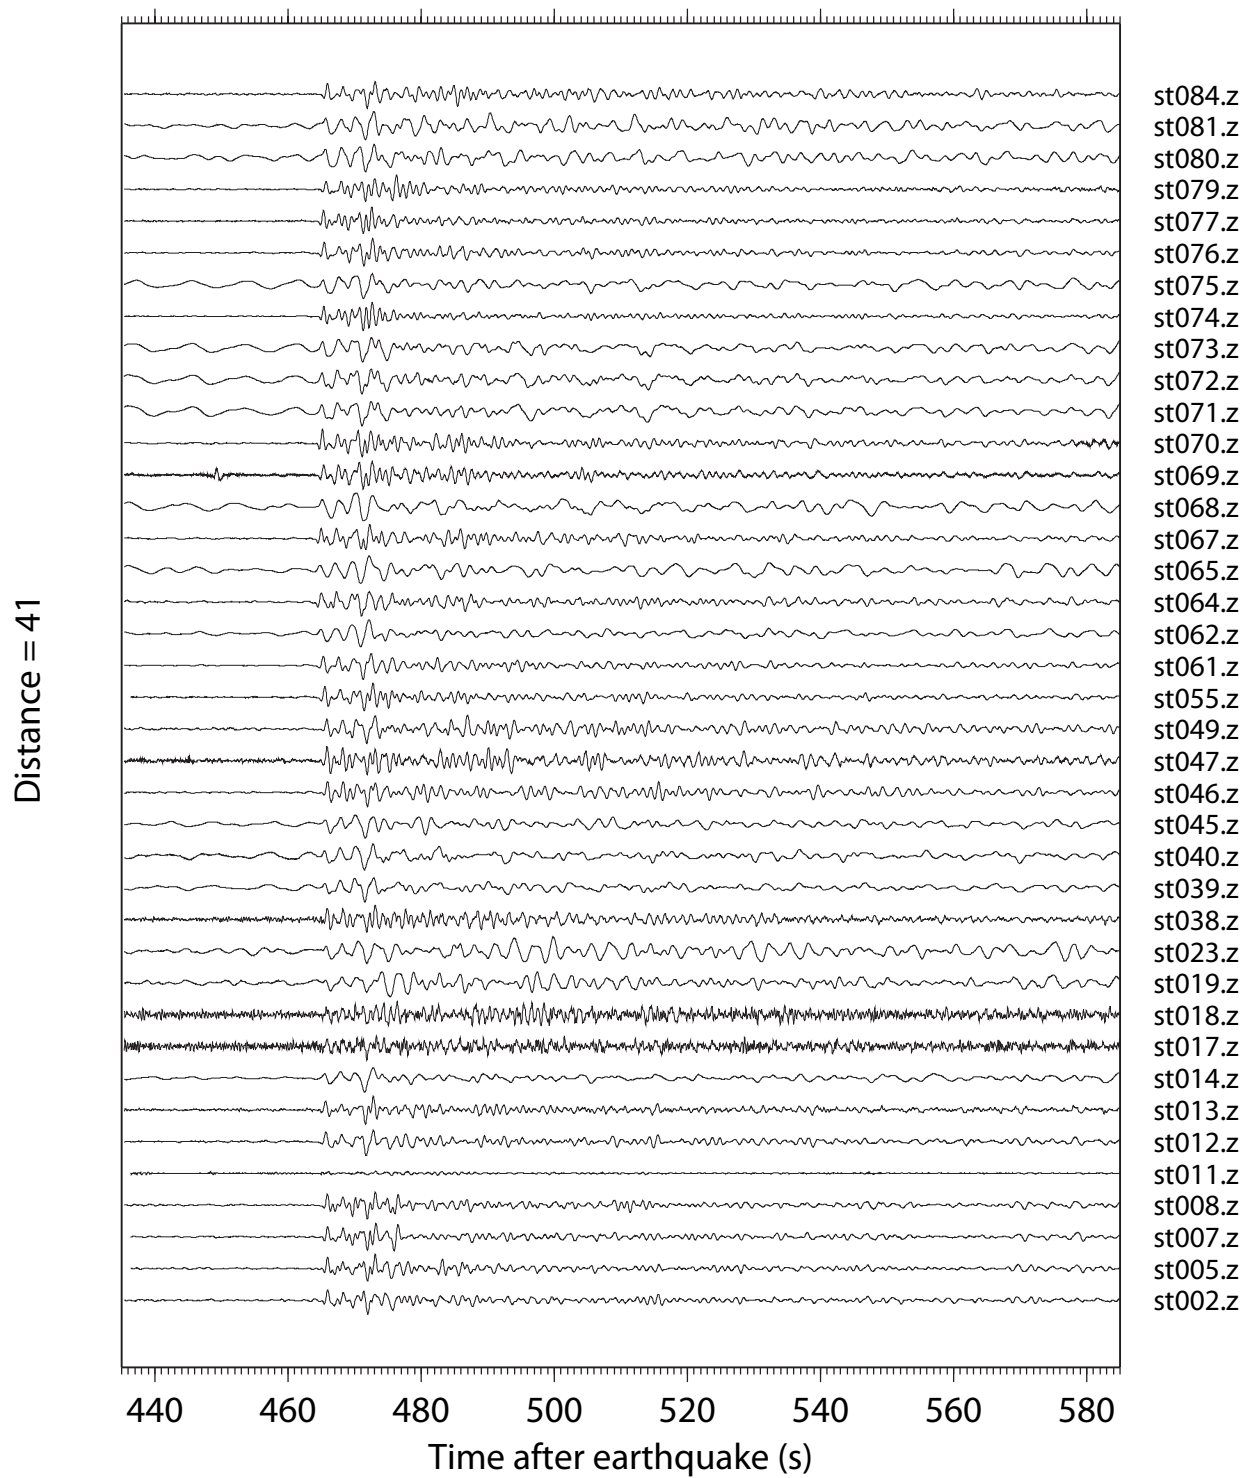 st084.z
st081.z
st080.z
st079.z
st077.z
st076.z
st075.z
st074.z
st073.z
st072.z
st071.z
st070.z
st069.z
st068.z
st067.z
st065.z
st064.z
st062.z
st061.z
st055.z
st049.z
st047.z
st046.z
st045.z
st040.z
st039.z
st038.z
st023.z
st019.z
st018.z
st017.z
st014.z
st013.z
st012.z
st011.z
st008.z
st007.z
st005.z
st002.z
Distance = 41
440 460 480 500 520 540 560 580
Time after earthquake (s)